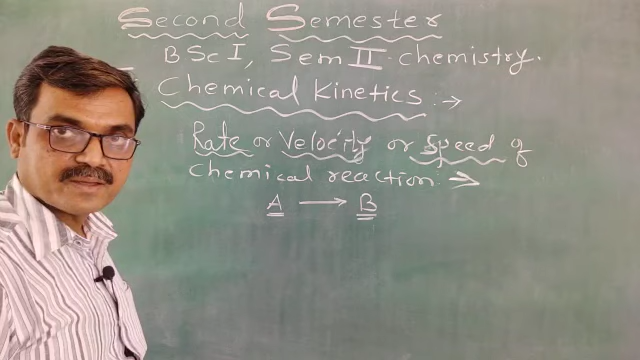 Second Semester
BSc I, Sem II chemistry.
Chemical Kinetics :→
Rate or Velocity or Speed of
chemical reaction: →
A → B